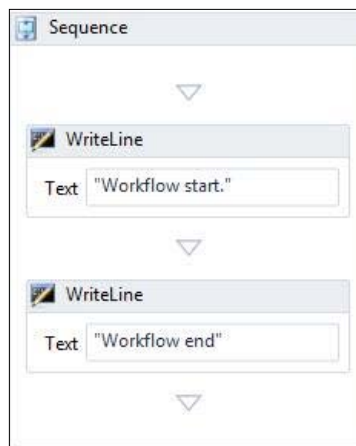 Sequence
WriteLine
Text "Workflow start."
WriteLine
Text "Workflow end"